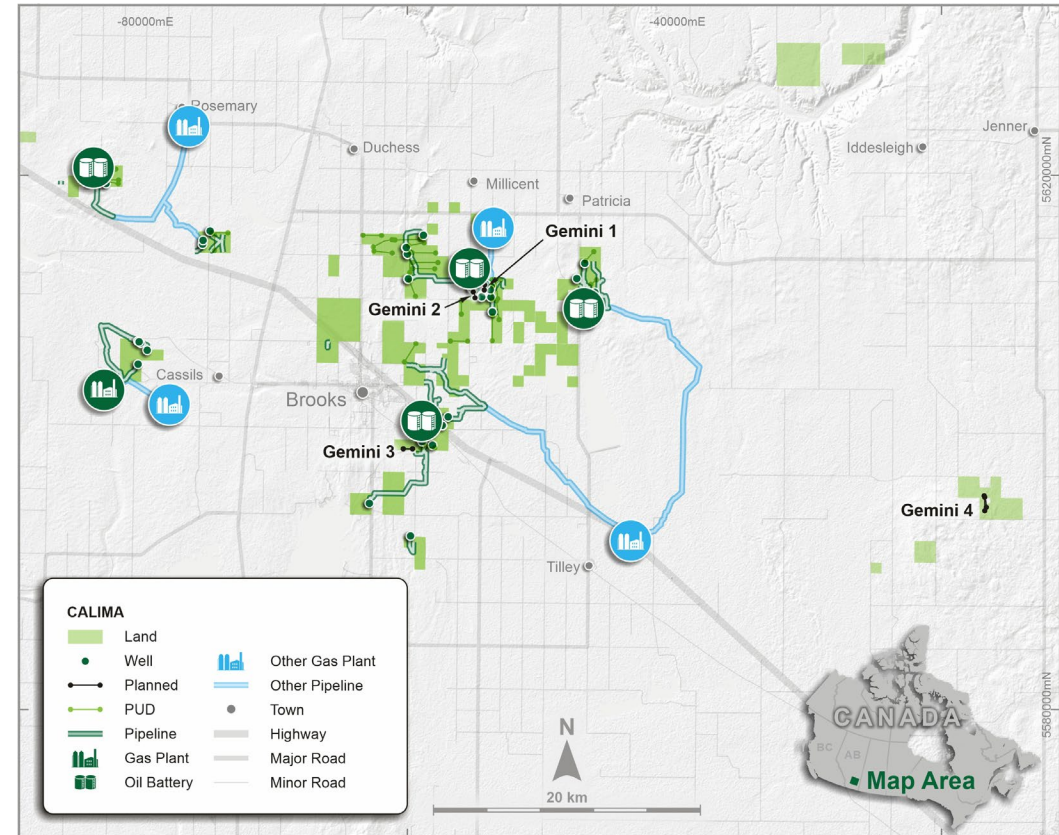 -80000mE
-40000mE
Rosemary
Jenner
Duchess
Iddesleigh
5620000mN
Millicent
Patricia
Gemini 1
Gemini 2
Cassils
Brooks
Gemini 3
Gemini 4
Tilley
CALIMA
Land
Well
Planned
PUD
Pipeline
Gas Plant
Oil Battery
Other Gas Plant
Other Pipeline
Town
Highway
Major Road
Minor Road
N
20 km
5580000mN
CANADA
BC
AB
Map Area